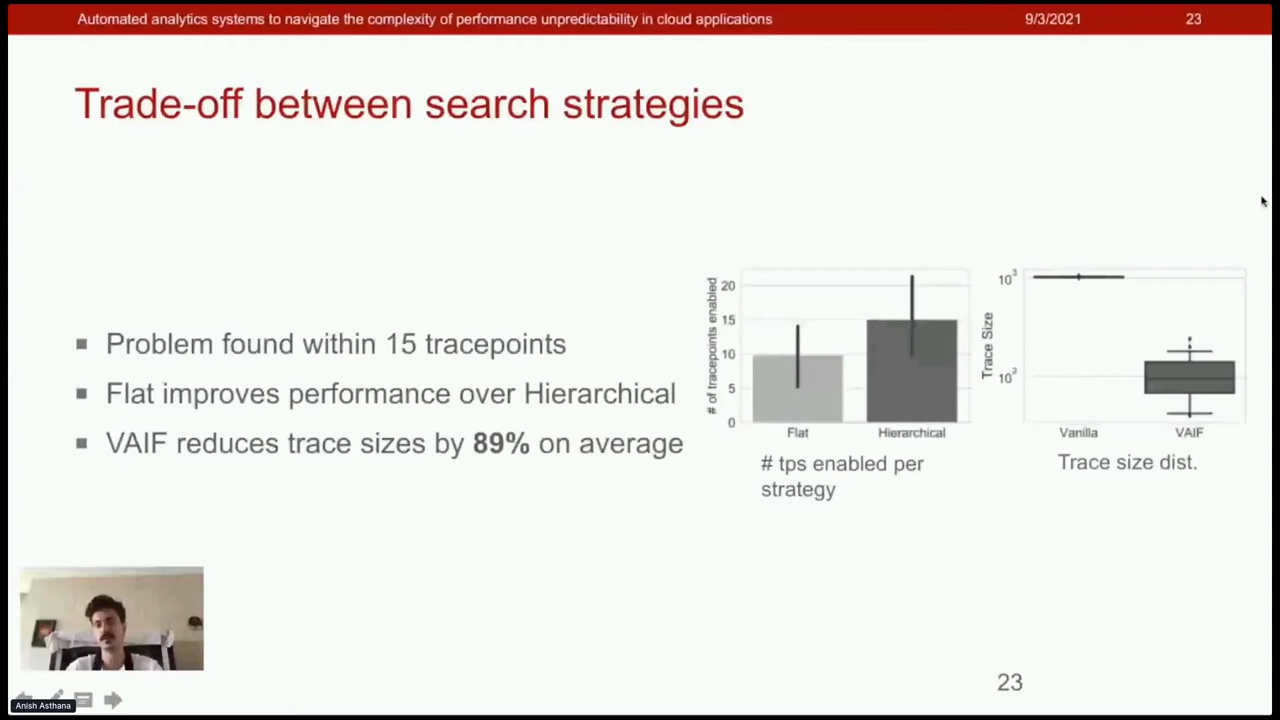 Automated analytics systems to navigate the complexity of performance unpredictability in cloud applications 9/3/2021 23
Trade-off between search strategies
Problem found within 15 tracepoints
Flat improves performance over Hierarchical
VAIF reduces trace sizes by 89% on average
# of tracepoints enabled
20
15
10
5
0
Flat Hierarchical
# tps enabled per
strategy
Trace Size
10³
10²
Vanilla VAIF
Trace size dist.
23
Anish Asthana